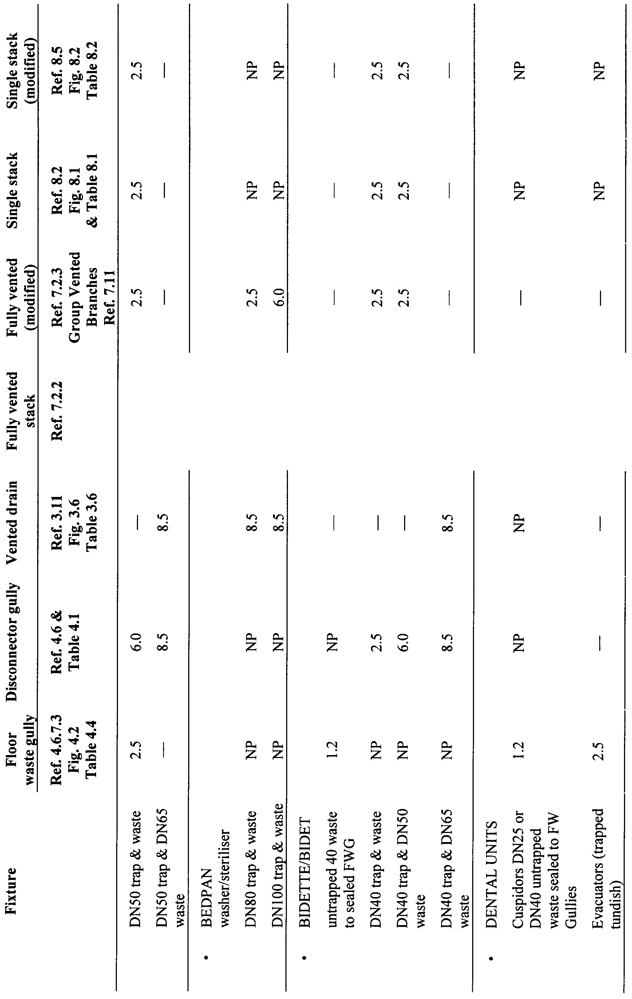 Fixture Floor Disconnector gully Vented drain Fully vented Fully vented Single stack Single stack
waste gully stack (modified) (modified)
Ref. 4.6.7.3 Ref. 4.6 & Ref. 3.11 Ref. 7.2.2 Ref. 7.2.3 Ref. 8.2 Ref. 8.5
Fig. 4.2 Table 4.1 Fig. 3.6 Group Vented Fig. 8.1 Fig. 8.2
Table 4.4 Table 3.6 Branches & Table 8.1 Table 8.2
Ref. 7.11
DN50 trap & waste 2.5 6.0 — 2.5 2.5 2.5
DN50 trap & DN65 — 8.5 8.5 — — —
waste
• BEDPAN
washer/steriliser
DN80 trap & waste NP NP 8.5 2.5 NP NP
DN100 trap & waste NP NP 8.5 6.0 NP NP
• BIDETTE/BIDET
untrapped 40 waste 1.2 NP — — — —
to sealed FWG
DN40 trap & waste NP 2.5 — 2.5 2.5 2.5
DN40 trap & DN50 NP 6.0 — 2.5 2.5 2.5
waste
DN40 trap & DN65 NP 8.5 8.5 — — —
waste
• DENTAL UNITS
Cuspidors DN25 or 1.2 NP NP — NP NP
DN40 untrapped
waste sealed to FW
Gullies
Evacuators (trapped 2.5 — — — NP NP
tundish)